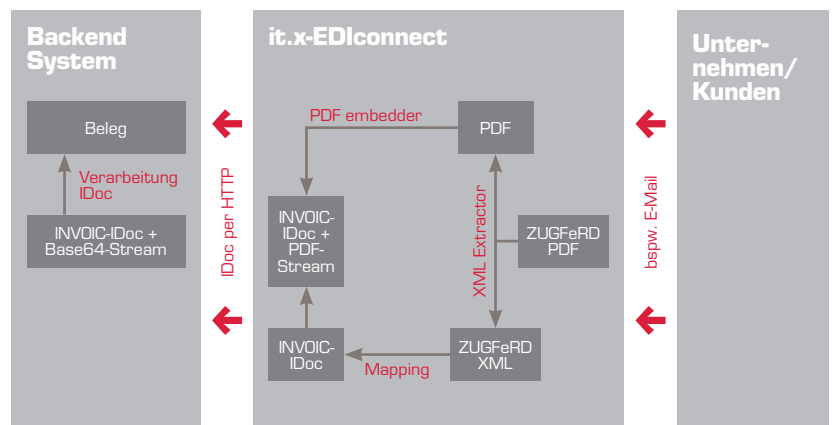 Backend
System
Beleg
Verarbeitung
IDoc
INVOIC-IDoc +
Base64-Stream
IDoc per HTTP
it.x-EDIconnect
PDF embedder
PDF
INVOIC-
IDoc +
PDF-
Stream
XML Extractor
ZUGFeRD
PDF
INVOIC-
IDoc
Mapping
ZUGFeRD
XML
bspw. E-Mail
Unter-
nehmen/
Kunden